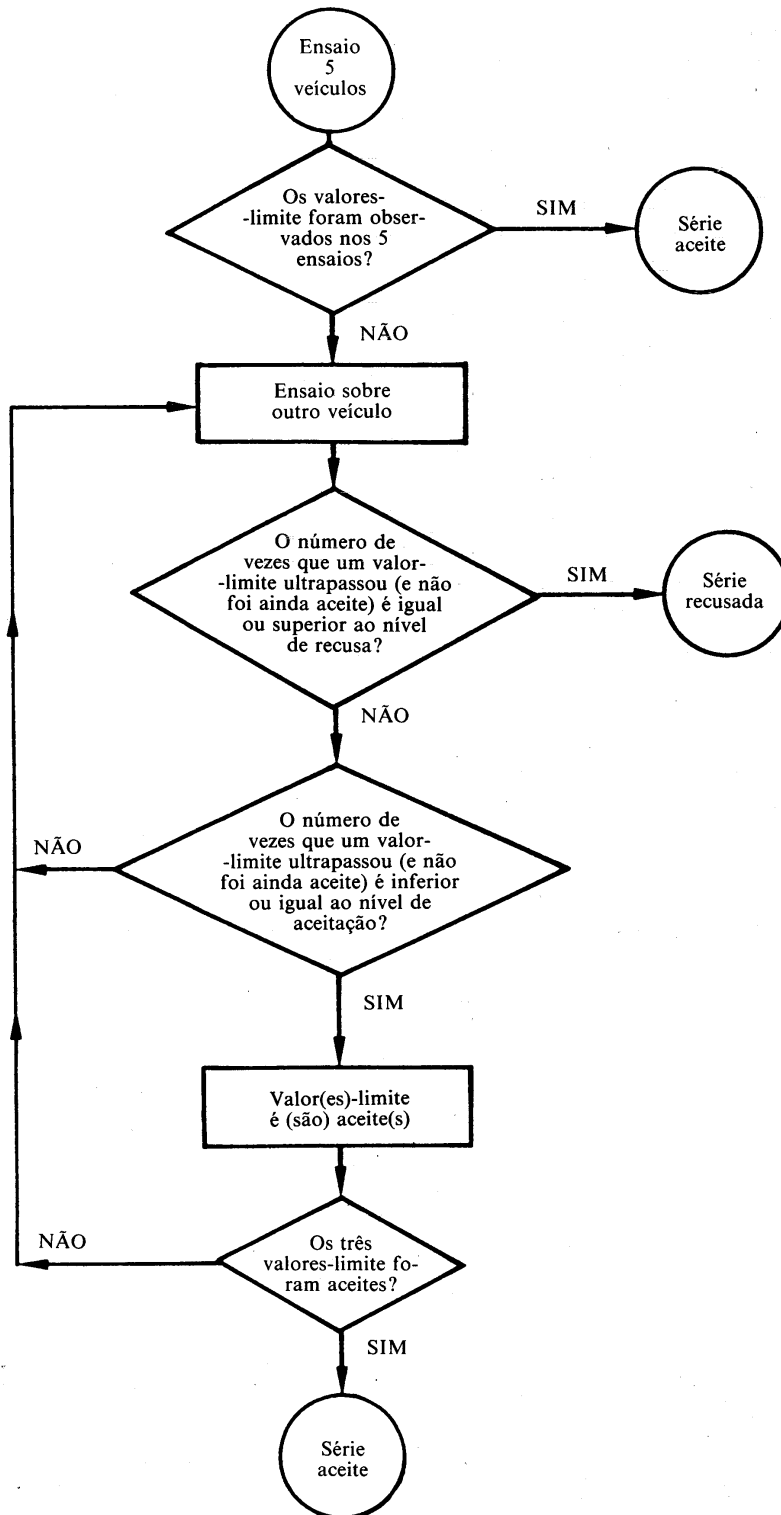 Ensaio
5
veículos
Os valores-
-limite foram obser-
vados nos 5
ensaios?
SIM
Série
aceite
NÃO
Ensaio sobre
outro veículo
O número de
vezes que um valor-
-limite ultrapassou (e não
foi ainda aceite) é igual
ou superior ao nível
de recusa?
SIM
Série
recusada
NÃO
O número de
vezes que um valor-
-limite ultrapassou (e não
foi ainda aceite) é inferior
ou igual ao nível de
aceitação?
NÃO
SIM
Valor(es)-limite
é (são) aceite(s)
Os três
valores-limite fo-
ram aceites?
NÃO
SIM
Série
aceite